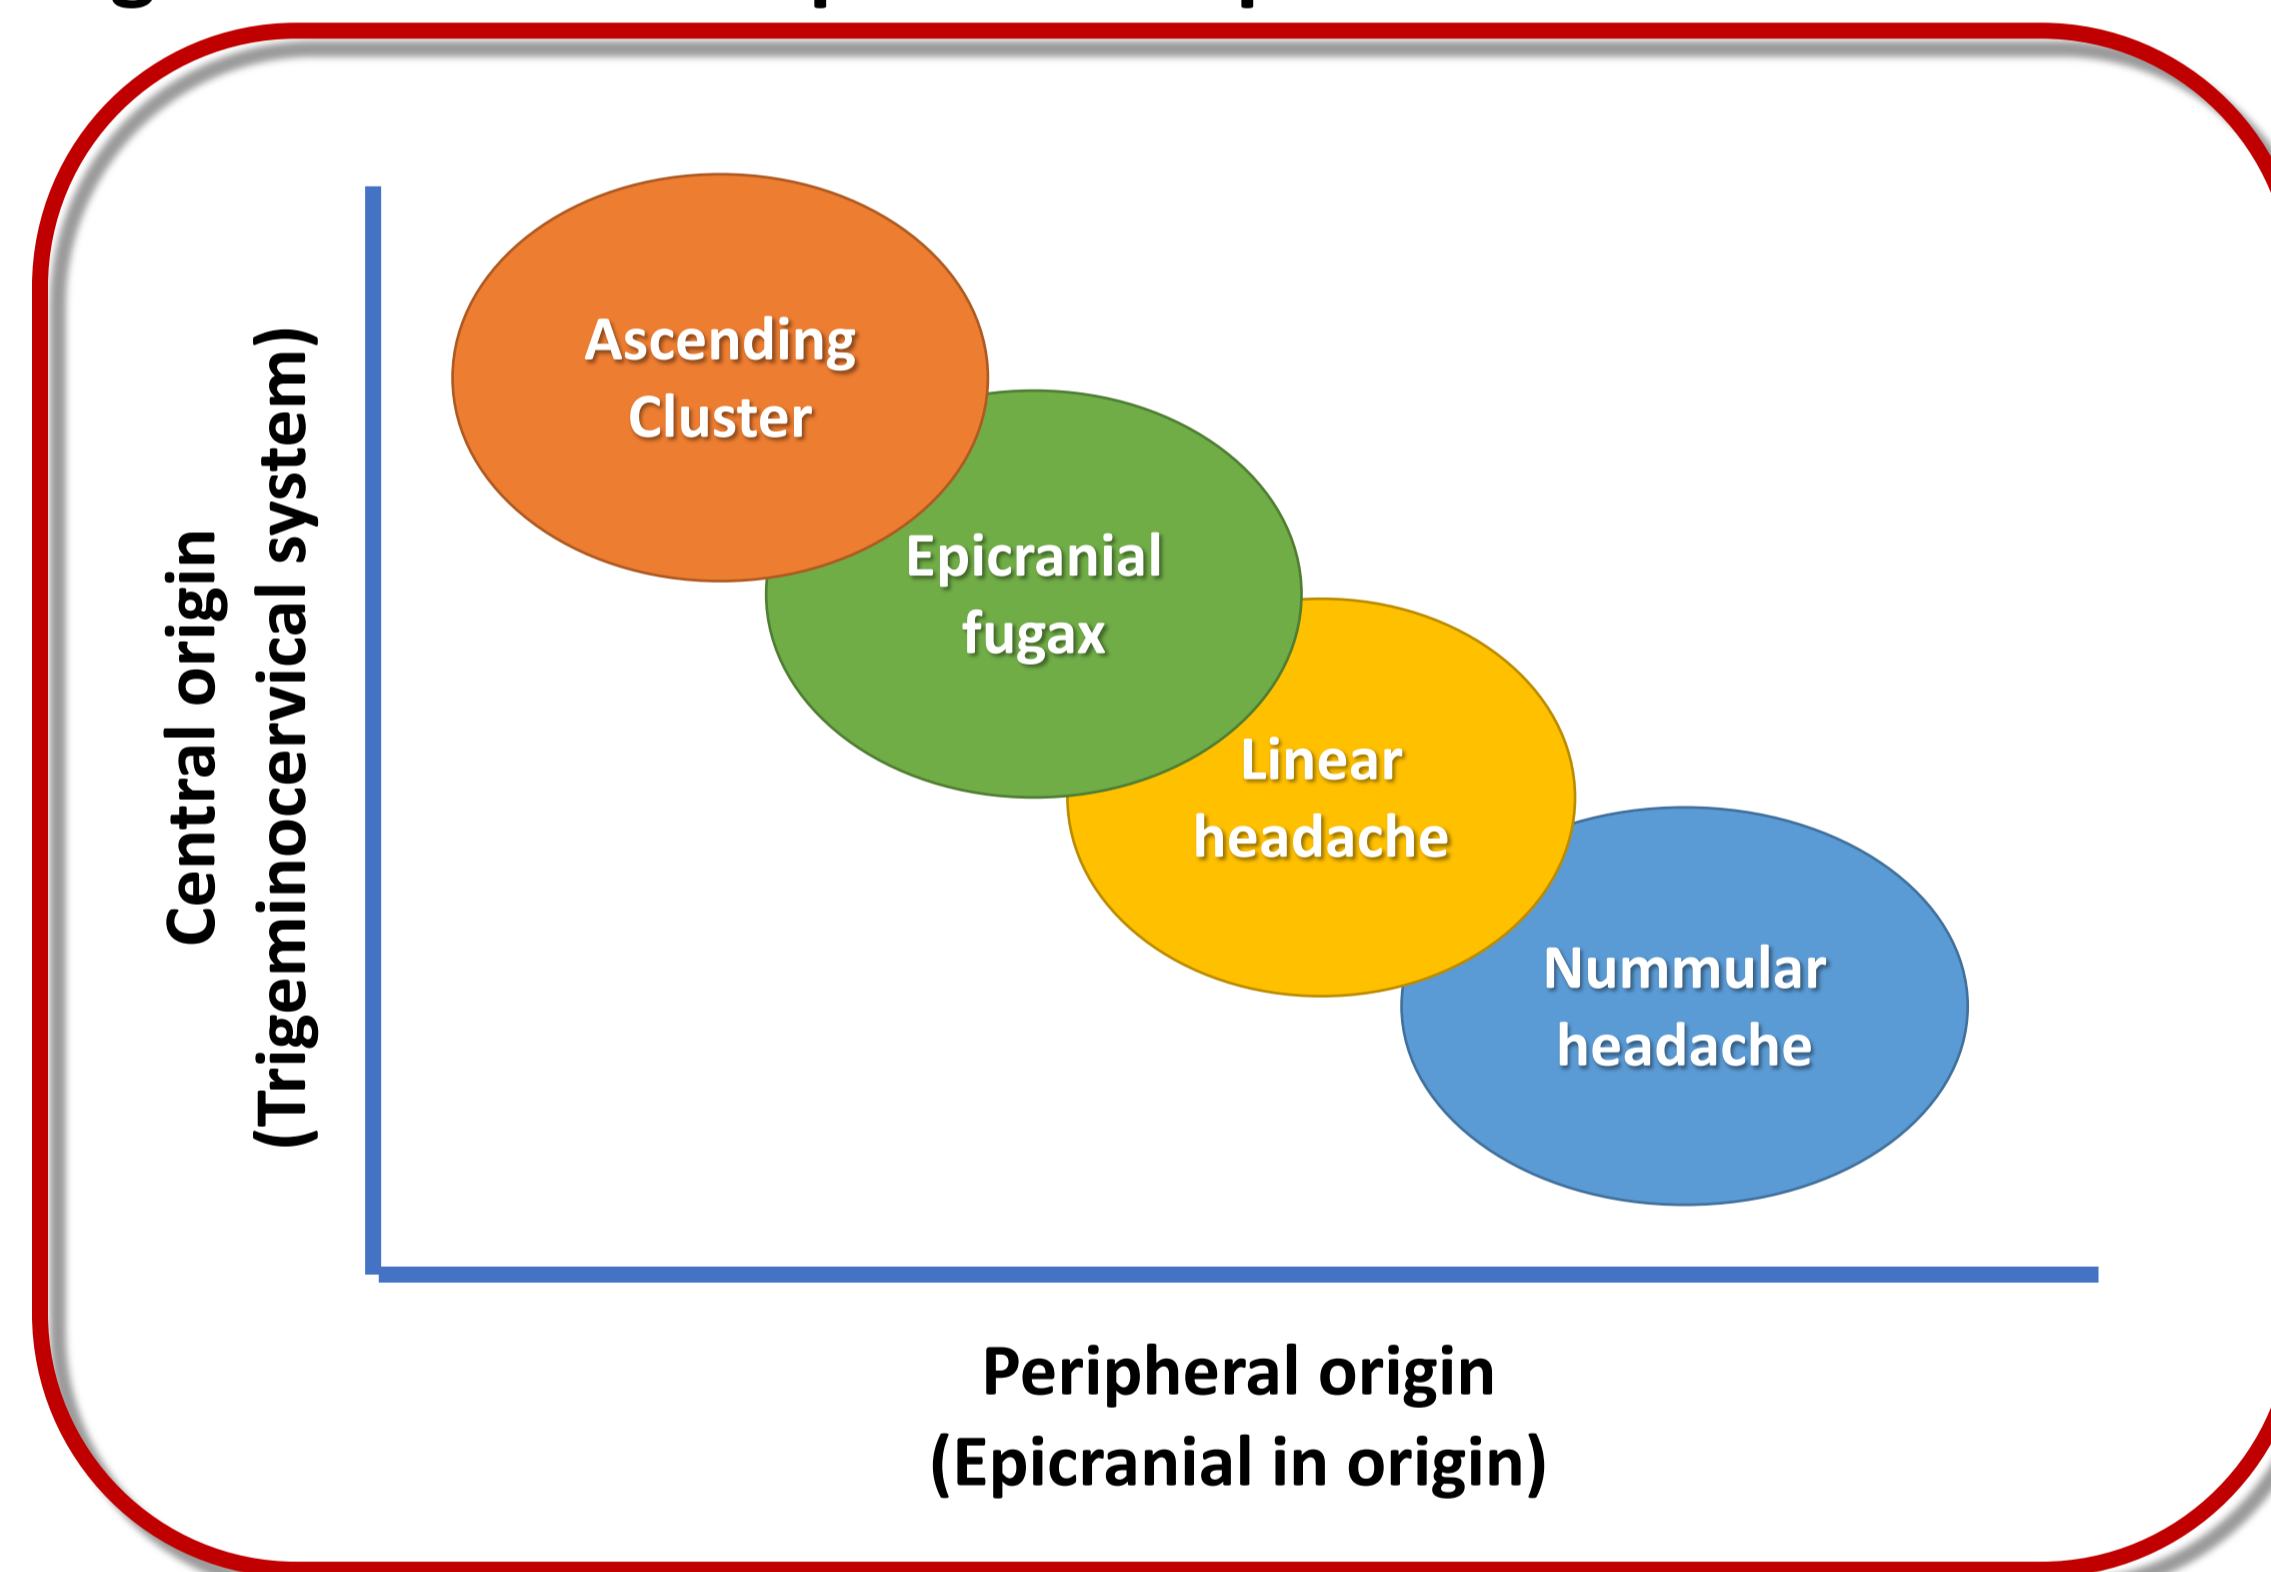 Central origin
(Trigeminocervical system)
Ascending
Cluster
Epicranial
fugax
Linear
headache
Nummular
headache
Peripheral origin
(Epicranial in origin)